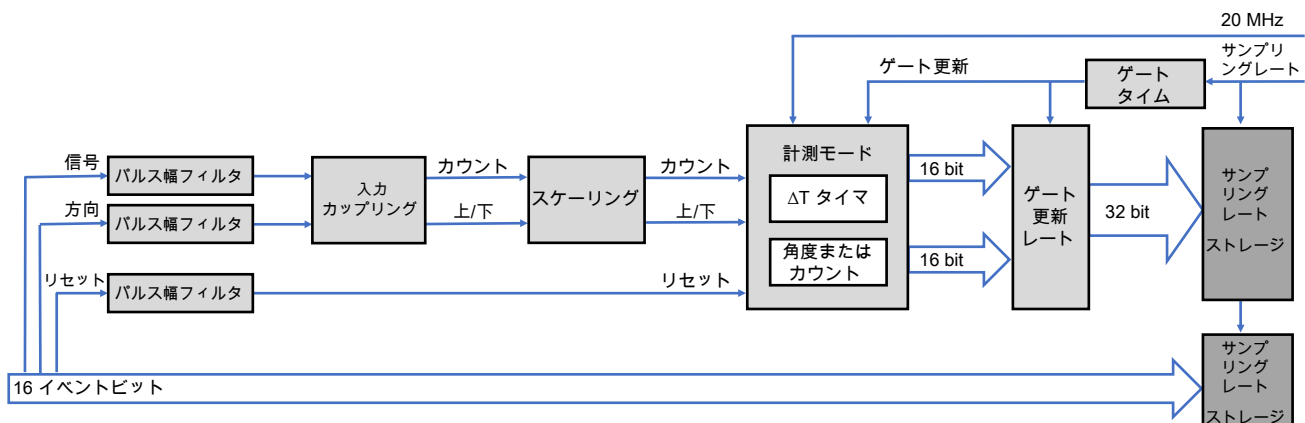 20 MHz
サンプリ
ングレート
ゲート更新
ゲート
タイム
信号
パルス幅フィルタ
方向
パルス幅フィルタ
リセット
パルス幅フィルタ
入力
カップリング
カウント
上/下
スケーリング
カウント
上/下
リセット
計測モード
ΔT タイマ
角度または
カウント
16 bit
16 bit
ゲート
更新
レート
32 bit
サンプ
リング
レート
ストレージ
16 イベントビット
サンプ
リング
レート
ストレージ